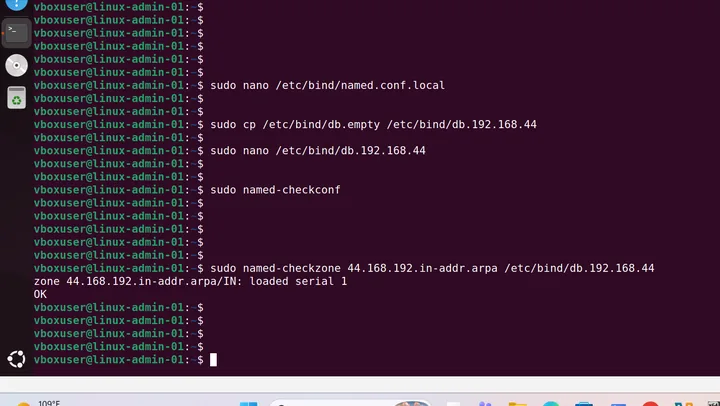 vboxuser@linux-admin-01:~$
vboxuser@linux-admin-01:~$
vboxuser@linux-admin-01:~$
vboxuser@linux-admin-01:~$
vboxuser@linux-admin-01:~$
vboxuser@linux-admin-01:~$
vboxuser@linux-admin-01:~$ sudo nano /etc/bind/named.conf.local
vboxuser@linux-admin-01:~$
vboxuser@linux-admin-01:~$
vboxuser@linux-admin-01:~$ sudo cp /etc/bind/db.empty /etc/bind/db.192.168.44
vboxuser@linux-admin-01:~$
vboxuser@linux-admin-01:~$ sudo nano /etc/bind/db.192.168.44
vboxuser@linux-admin-01:~$
vboxuser@linux-admin-01:~$
vboxuser@linux-admin-01:~$ sudo named-checkconf
vboxuser@linux-admin-01:~$
vboxuser@linux-admin-01:~$
vboxuser@linux-admin-01:~$
vboxuser@linux-admin-01:~$
vboxuser@linux-admin-01:~$
vboxuser@linux-admin-01:~$ sudo named-checkzone 44.168.192.in-addr.arpa /etc/bind/db.192.168.44
zone 44.168.192.in-addr.arpa/IN: loaded serial 1
OK
vboxuser@linux-admin-01:~$
vboxuser@linux-admin-01:~$
vboxuser@linux-admin-01:~$
vboxuser@linux-admin-01:~$
vboxuser@linux-admin-01:~$
109°F